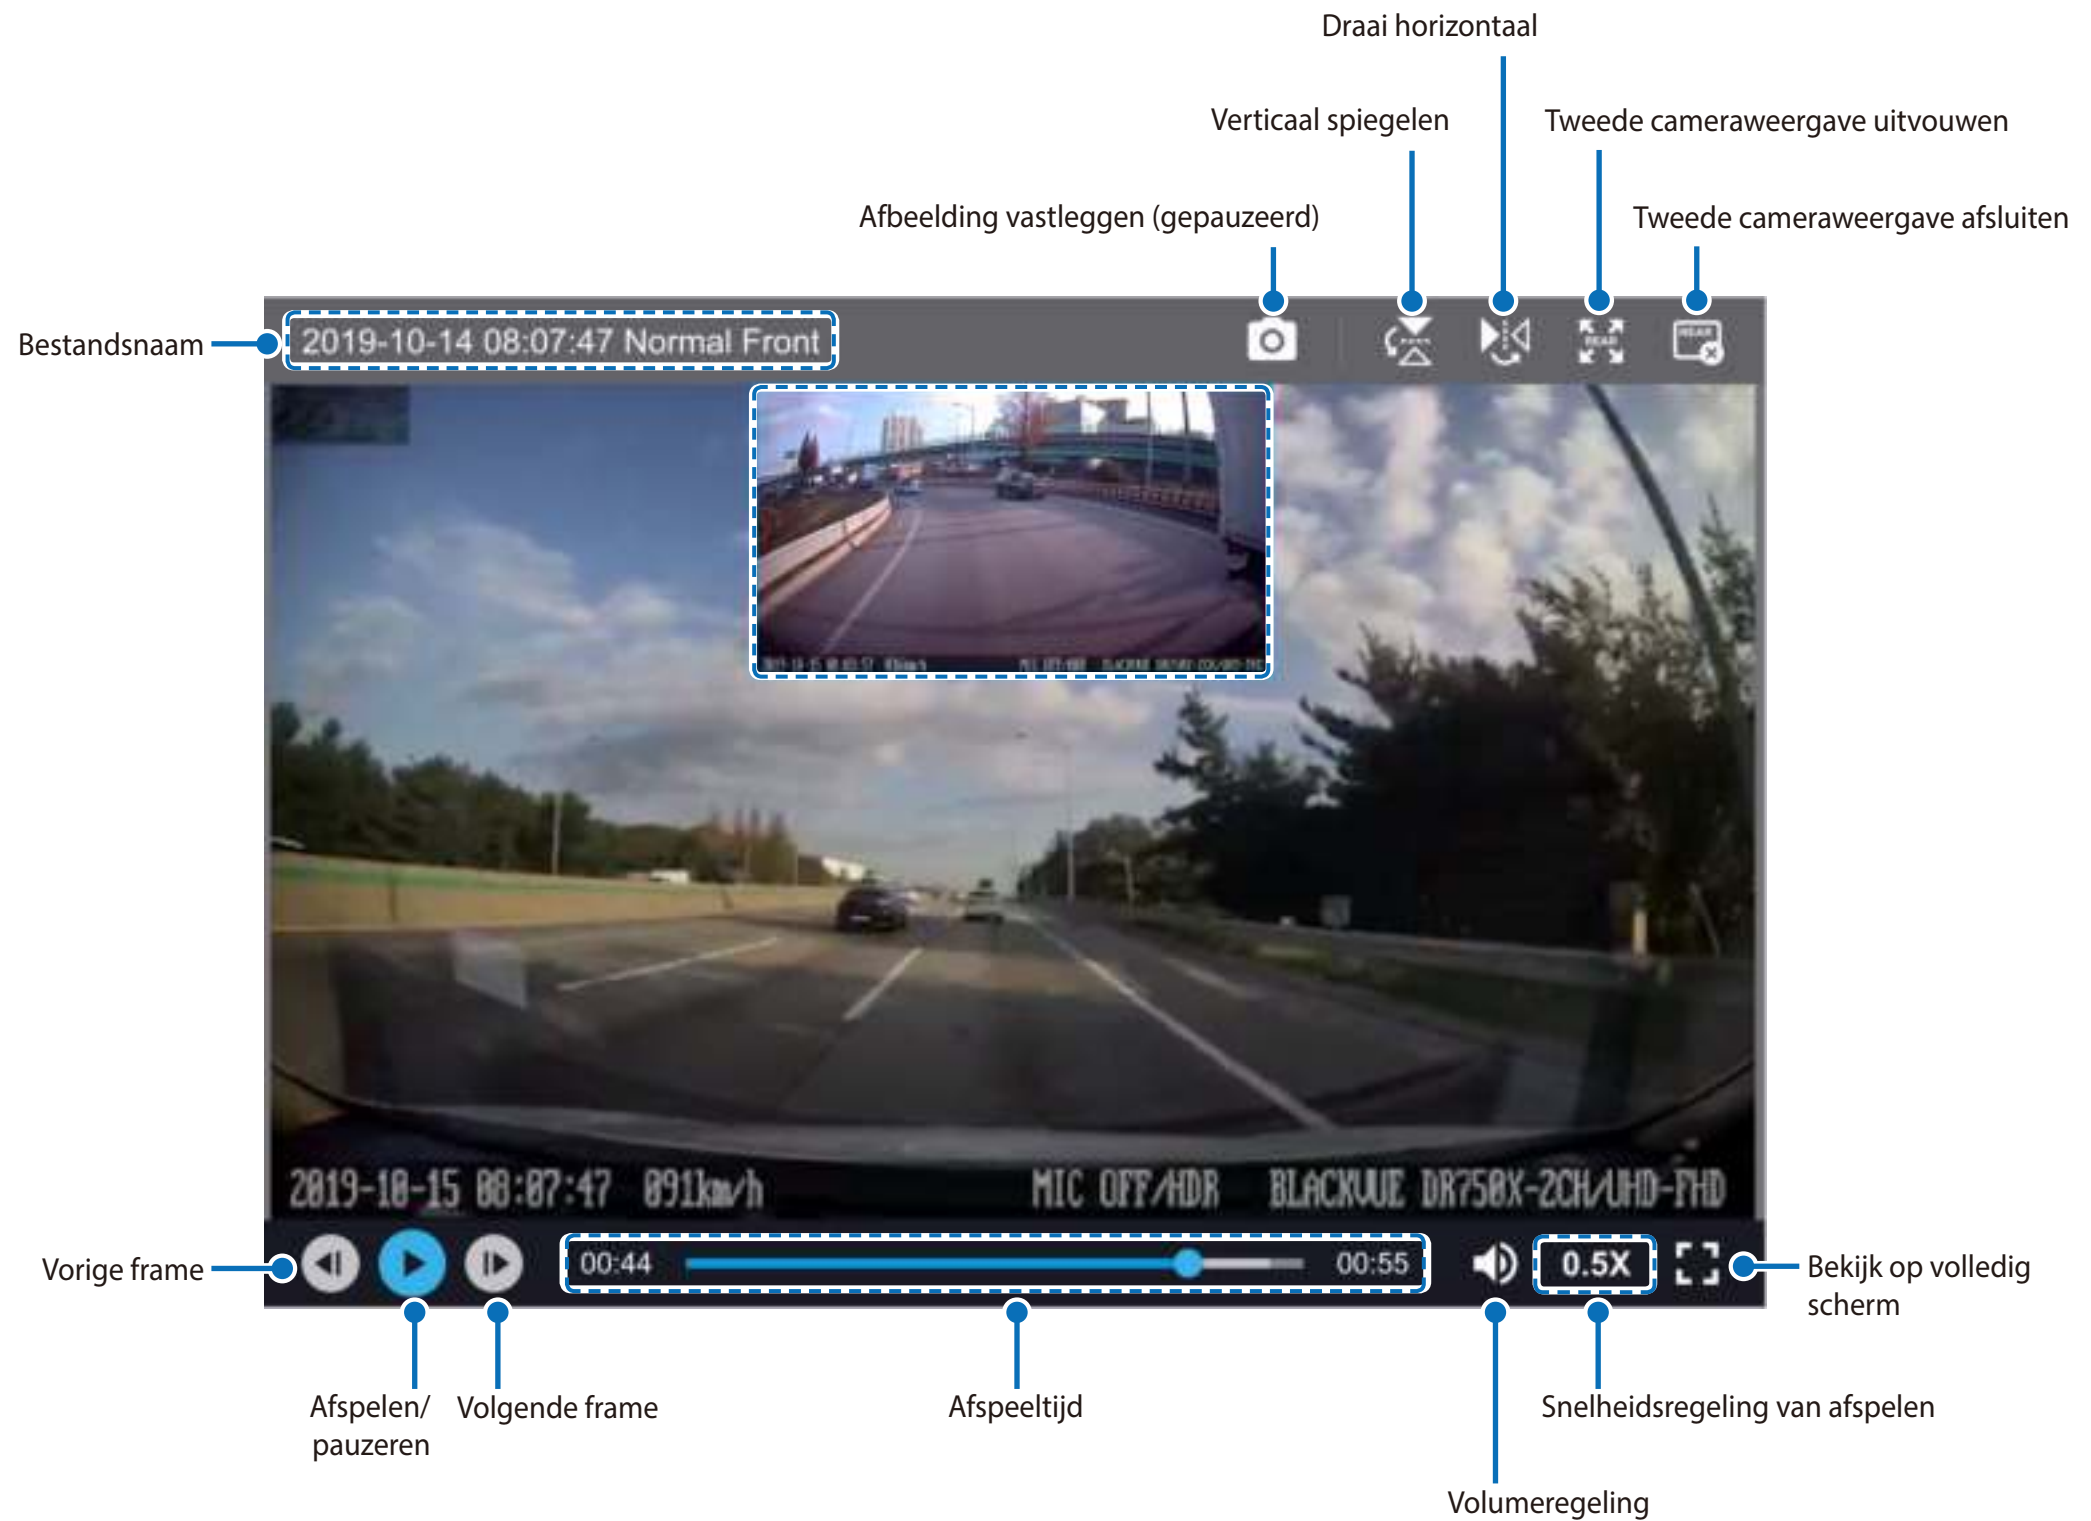 Draai horizontaal
Verticaal spiegelen
Tweede cameraweergave uitvouwen
Afbeelding vastleggen (gepauzeerd)
Tweede cameraweergave afsluiten
Bestandsnaam
2019-10-14 08:07:47 Normal Front
REAR
REAR
2019-10-15 08:07:47 091km/h
MIC OFF/HDR BLACKVUE DR750X-2CH/UHD-FHD
Vorige frame
00:44
00:55
0.5X
Bekijk op volledig
scherm
Afspelen/
pauzeren
Volgende frame
Afspeeltijd
Snelheidsregeling van afspelen
Volumeregeling